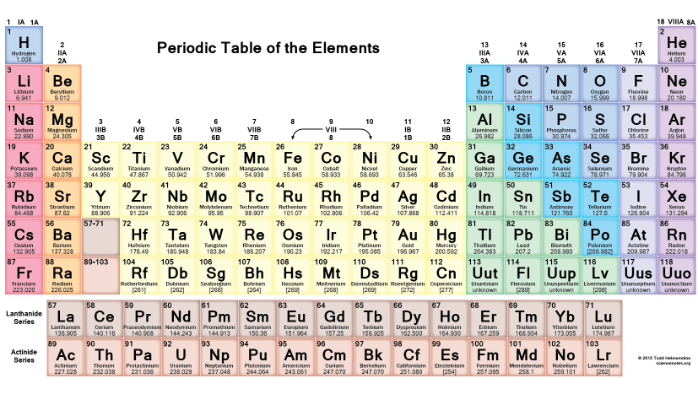 1 IA 1A
18 VIIIA 8A
Periodic Table of the Elements
1 2
H He
Hydrogen Helium
1.008 4.003
2 13 14 15 16 17
IIA IIIA IVA VA VIA VIIA
2A 3A 4A 5A 6A 7A
3 4 5 6 7 8 9 10
Li Be B C N O F Ne
Lithium Beryllium Boron Carbon Nitrogen Oxygen Fluorine Neon
6.941 9.012 10.811 12.011 14.007 15.999 18.998 20.180
11 12 13 14 15 16 17 18
Na Mg Al Si P S Cl Ar
Sodium Magnesium Aluminum Silicon Phosphorus Sulfur Chlorine Argon
22.990 24.305 26.982 28.086 30.974 32.066 35.453 39.948
3 4 5 6 7 8 9 10 11 12
IIIB IVB VB VIB VIIB VIII IB IIB
3B 4B 5B 6B 7B 8 1B 2B
19 20 21 22 23 24 25 26 27 28 29 30 31 32 33 34 35 36
K Ca Sc Ti V Cr Mn Fe Co Ni Cu Zn Ga Ge As Se Br Kr
Potassium Calcium Scandium Titanium Vanadium Chromium Manganese Iron Cobalt Nickel Copper Zinc Gallium Germanium Arsenic Selenium Bromine Krypton
39.098 40.078 44.956 47.867 50.942 51.996 54.938 55.845 58.933 58.693 63.546 65.38 69.723 72.631 74.922 78.971 79.904 84.798
37 38 39 40 41 42 43 44 45 46 47 48 49 50 51 52 53 54
Rb Sr Y Zr Nb Mo Tc Ru Rh Pd Ag Cd In Sn Sb Te I Xe
Rubidium Strontium Yttrium Zirconium Niobium Molybdenum Technetium Ruthenium Rhodium Palladium Silver Cadmium Indium Tin Antimony Tellurium Iodine Xenon
84.468 87.62 88.906 91.224 92.906 95.95 98.907 101.07 102.906 106.42 107.868 112.411 114.818 118.711 121.760 127.6 126.904 131.294
55 56 57-71 72 73 74 75 76 77 78 79 80 81 82 83 84 85 86
Cs Ba Hf Ta W Re Os Ir Pt Au Hg Tl Pb Bi Po At Rn
Cesium Barium Hafnium Tantalum Tungsten Rhenium Osmium Iridium Platinum Gold Mercury Thallium Lead Bismuth Polonium Astatine Radon
132.905 137.328 178.49 180.948 183.84 186.207 190.23 192.217 195.085 196.967 200.592 204.383 207.2 208.980 [208.982] 209.987 222.018
87 88 89-103 104 105 106 107 108 109 110 111 112 113 114 115 116 117 118
Fr Ra Rf Db Sg Bh Hs Mt Ds Rg Cn Uut Fl Uup Lv Uus Uuo
Francium Radium Rutherfordium Dubnium Seaborgium Bohrium Hassium Meitnerium Darmstadtium Roentgenium Copernicium Ununtrium Flerovium Ununpentium Livermorium Ununseptium Ununoctium
223.020 226.025 [261] [262] [266] [264] [269] [268] [269] [272] [277] unknown [289] unknown [298] unknown unknown
Lanthanide Series
57 58 59 60 61 62 63 64 65 66 67 68 69 70 71
La Ce Pr Nd Pm Sm Eu Gd Tb Dy Ho Er Tm Yb Lu
Lanthanum Cerium Praseodymium Neodymium Promethium Samarium Europium Gadolinium Terbium Dysprosium Holmium Erbium Thulium Ytterbium Lutetium
138.905 140.116 140.908 144.243 144.913 150.36 151.964 157.25 158.925 162.500 164.930 167.259 168.934 173.055 174.967
Actinide Series
89 90 91 92 93 94 95 96 97 98 99 100 101 102 103
Ac Th Pa U Np Pu Am Cm Bk Cf Es Fm Md No Lr
Actinium Thorium Protactinium Uranium Neptunium Plutonium Americium Curium Berkelium Californium Einsteinium Fermium Mendelevium Nobelium Lawrencium
227.028 232.038 231.036 238.029 237.048 244.064 243.061 247.070 247.070 251.080 [254] 257.095 258.1 259.101 [262]
© 2015 Todd Helmenstine
sciencenotes.org